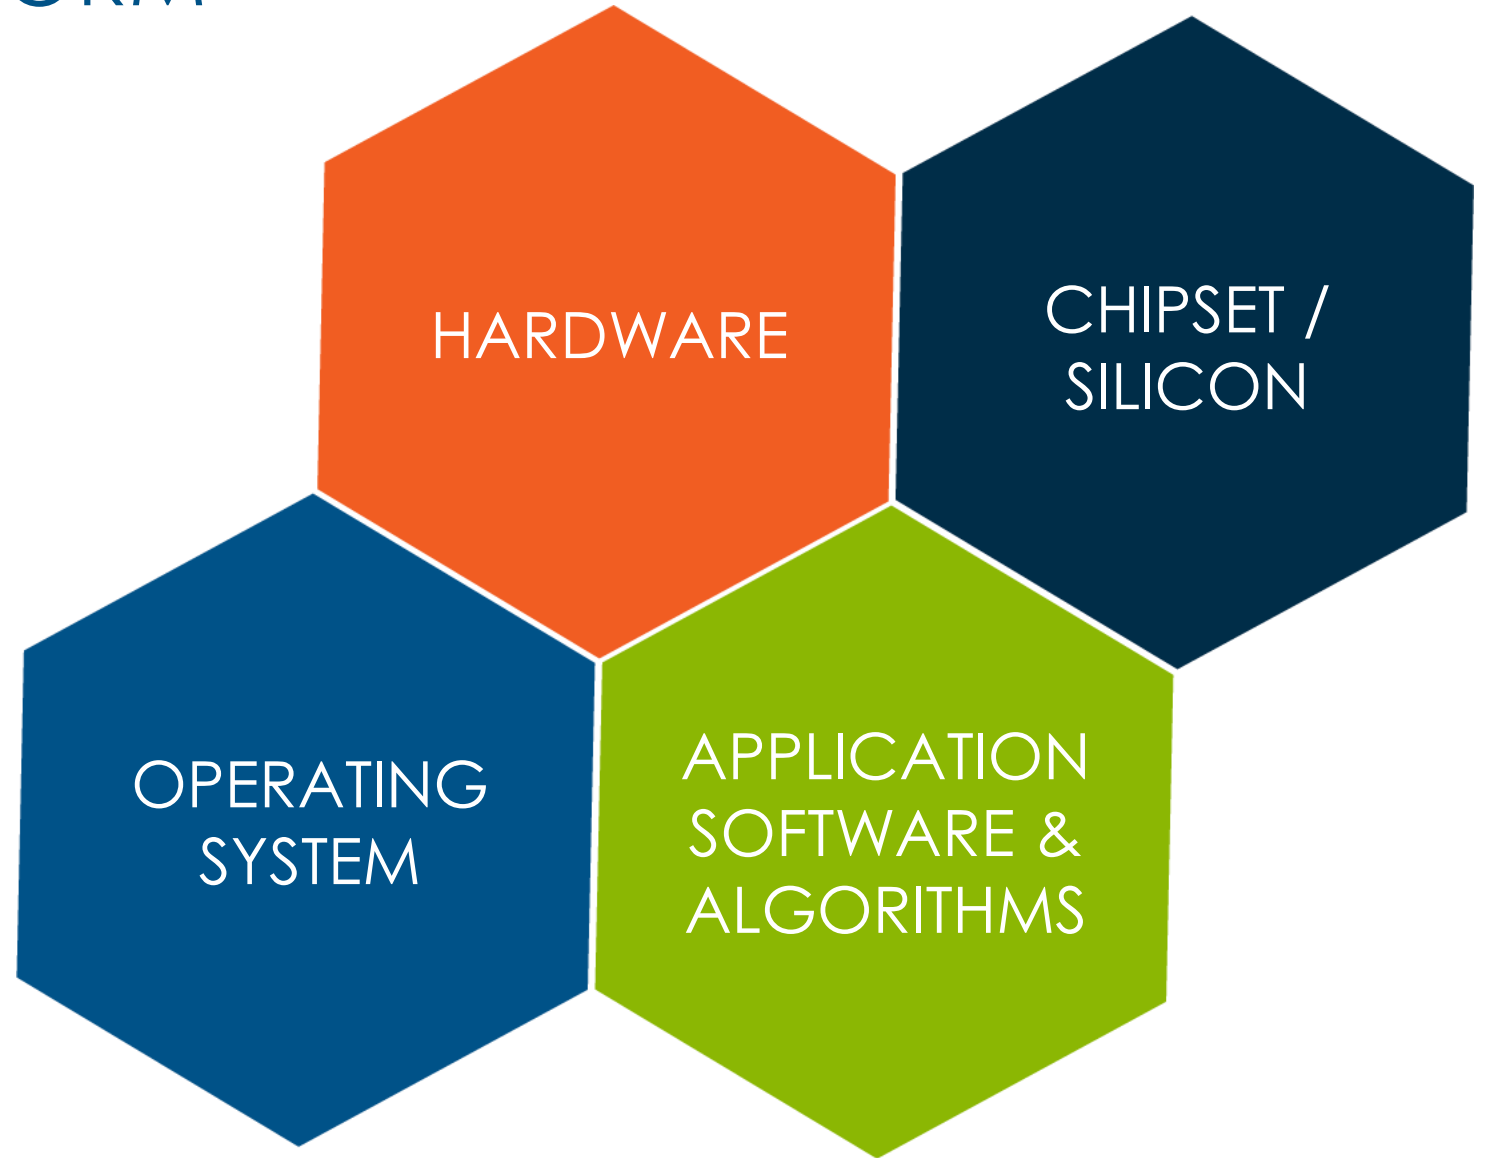 HARDWARE
CHIPSET /
SILICON
OPERATING
SYSTEM
APPLICATION
SOFTWARE &
ALGORITHMS